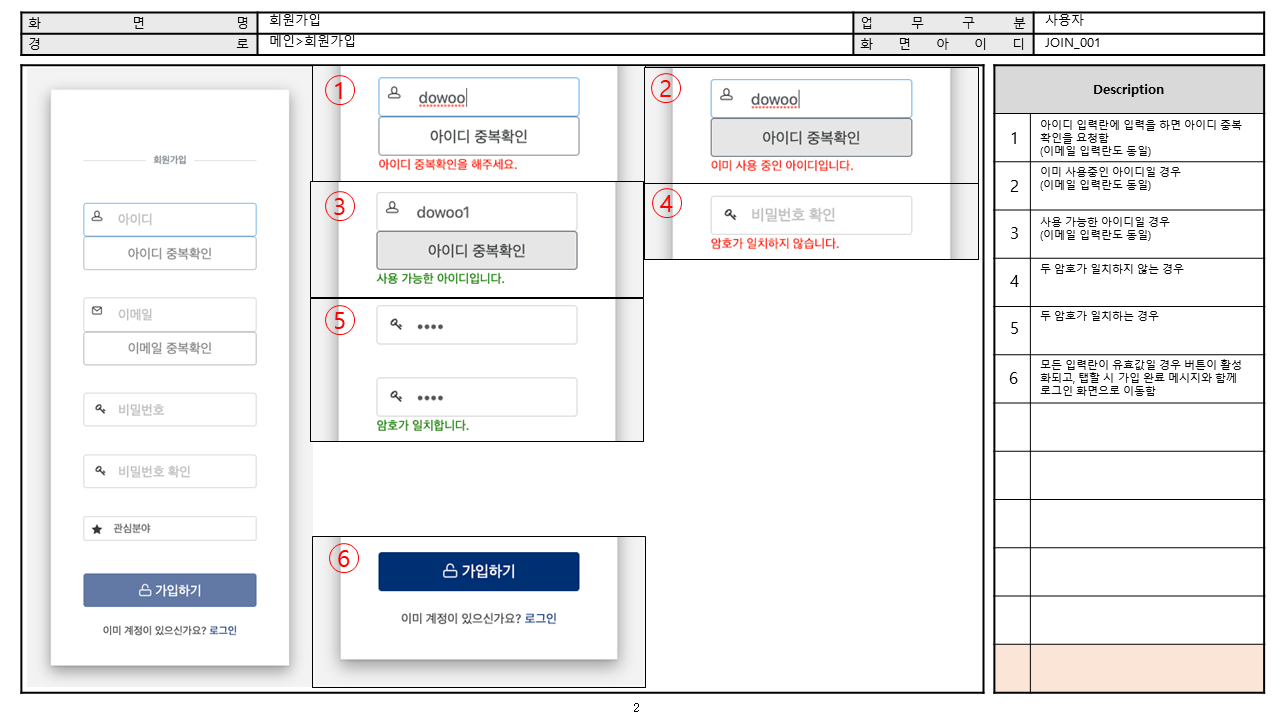 화 면 명 회원가입 업 무 구 분 사용자
경 로 메인>회원가입 화 면 아 이 디 JOIN_001
회원가입
아이디
아이디 중복확인
이메일
이메일 중복확인
비밀번호
비밀번호 확인
관심분야
가입하기
이미 계정이 있으신가요? 로그인
1
dowoo
아이디 중복확인
아이디 중복확인을 해주세요.
2
dowoo
아이디 중복확인
이미 사용 중인 아이디입니다.
3
dowoo1
아이디 중복확인
사용 가능한 아이디입니다.
4
비밀번호 확인
암호가 일치하지 않습니다.
5
••••
••••
암호가 일치합니다.
6
가입하기
이미 계정이 있으신가요? 로그인
Description
1 아이디 입력란에 입력을 하면 아이디 중복
확인을 요청함
(이메일 입력란도 동일)
2 이미 사용중인 아이디일 경우
(이메일 입력란도 동일)
3 사용 가능한 아이디일 경우
(이메일 입력란도 동일)
4 두 암호가 일치하지 않는 경우
5 두 암호가 일치하는 경우
6 모든 입력란이 유효값일 경우 버튼이 활성
화되고, 탭할 시 가입 완료 메시지와 함께
로그인 화면으로 이동함
2